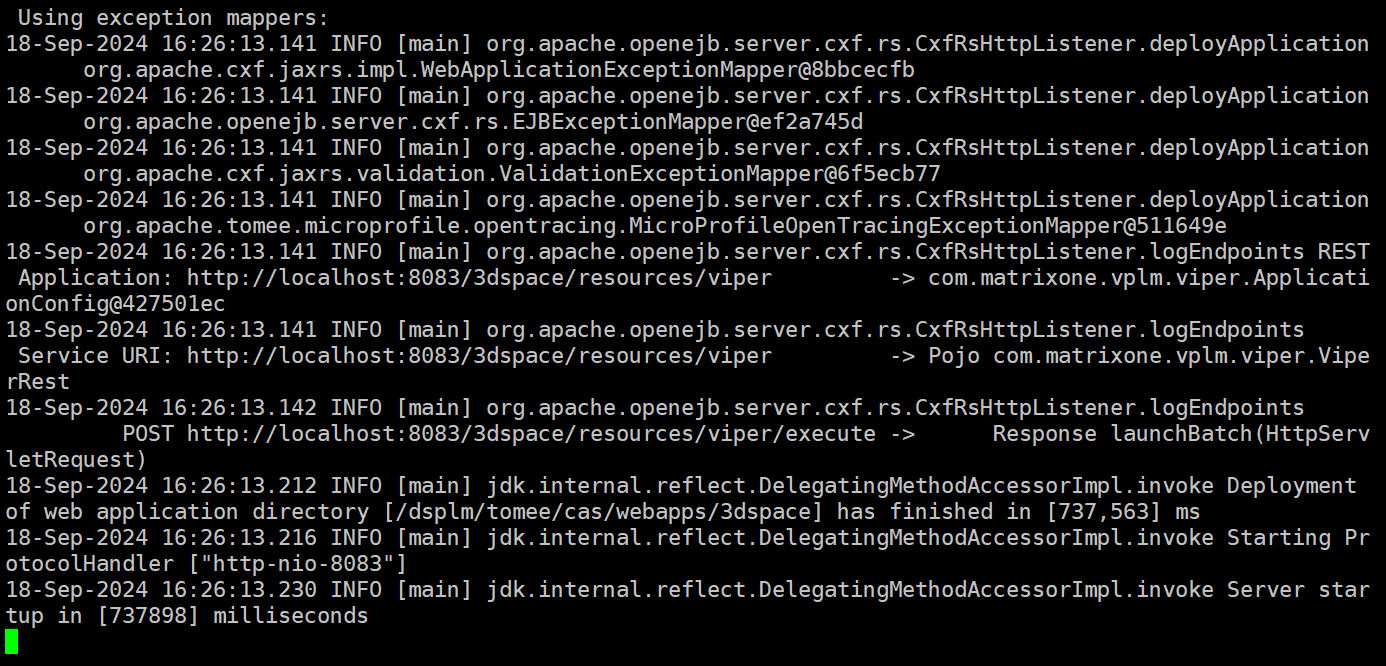 Using exception mappers:
18-Sep-2024 16:26:13.141 INFO [main] org.apache.openejb.server.cxf.rs.CxfRsHttpListener.deployApplication
org.apache.cxf.jaxrs.impl.WebApplicationExceptionMapper@8bbcecfb
18-Sep-2024 16:26:13.141 INFO [main] org.apache.openejb.server.cxf.rs.CxfRsHttpListener.deployApplication
org.apache.openejb.server.cxf.rs.EJBExceptionMapper@ef2a745d
18-Sep-2024 16:26:13.141 INFO [main] org.apache.openejb.server.cxf.rs.CxfRsHttpListener.deployApplication
org.apache.cxf.jaxrs.validation.ValidationExceptionMapper@6f5ecb77
18-Sep-2024 16:26:13.141 INFO [main] org.apache.openejb.server.cxf.rs.CxfRsHttpListener.deployApplication
org.apache.tomee.microprofile.opentracing.MicroProfileOpenTracingExceptionMapper@511649e
18-Sep-2024 16:26:13.141 INFO [main] org.apache.openejb.server.cxf.rs.CxfRsHttpListener.logEndpoints REST
Application: http://localhost:8083/3dspace/resources/viper -> com.matrixone.vplm.viper.Applicati
onConfig@427501ec
18-Sep-2024 16:26:13.141 INFO [main] org.apache.openejb.server.cxf.rs.CxfRsHttpListener.logEndpoints
Service URI: http://localhost:8083/3dspace/resources/viper -> Pojo com.matrixone.vplm.viper.Vipe
rRest
18-Sep-2024 16:26:13.142 INFO [main] org.apache.openejb.server.cxf.rs.CxfRsHttpListener.logEndpoints
POST http://localhost:8083/3dspace/resources/viper/execute -> Response launchBatch(HttpServ
letRequest)
18-Sep-2024 16:26:13.212 INFO [main] jdk.internal.reflect.DelegatingMethodAccessorImpl.invoke Deployment
of web application directory [/dsplm/tomee/cas/webapps/3dspace] has finished in [737,563] ms
18-Sep-2024 16:26:13.216 INFO [main] jdk.internal.reflect.DelegatingMethodAccessorImpl.invoke Starting Pr
otocolHandler ["http-nio-8083"]
18-Sep-2024 16:26:13.230 INFO [main] jdk.internal.reflect.DelegatingMethodAccessorImpl.invoke Server star
tup in [737898] milliseconds